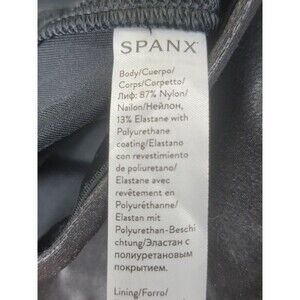 SPANX
Body/Cuerpo/
Corps/Corpetto/
Лиф: 87% Nylon/
Nailon/Нейлон,
13% Elastane with
Polyurethane
coating/Elastano
con revestimiento
de poliuretano/
Elastane avec
revêtement en
Polyuréthanne/
Elastan mit
Polyurethan-Beschi
chtung/Эластан с
полиуретановым
покрытием.
Lining/Forro/